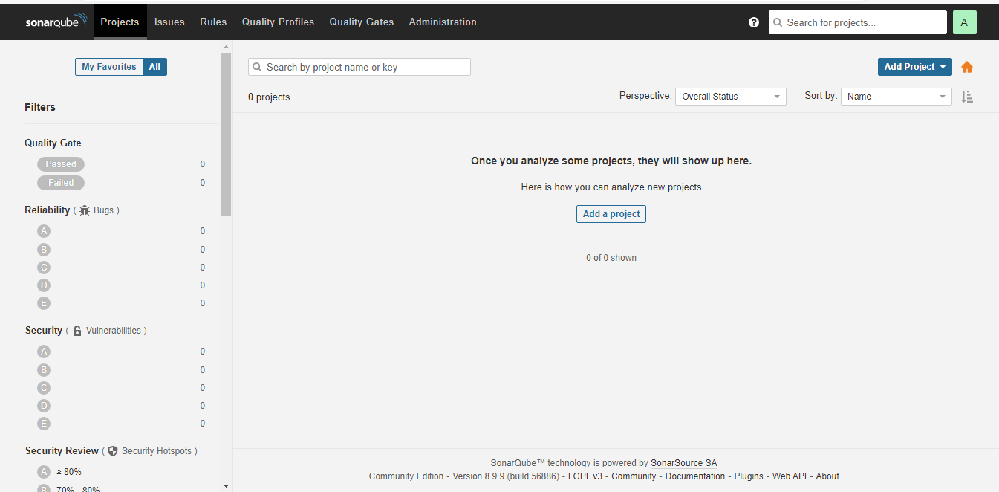 sonarqube Projects Issues Rules Quality Profiles Quality Gates Administration ? Search for projects... A
My Favorites All
Search by project name or key Add Project
0 projects Perspective: Overall Status Sort by: Name
Filters
Quality Gate
Passed 0
Failed 0
Reliability ( Bugs )
A 0
B 0
C 0
D 0
E 0
Security ( Vulnerabilities )
A 0
B 0
C 0
D 0
E 0
Security Review ( Security Hotspots )
A ≥ 80%
B 70% - 80%
Once you analyze some projects, they will show up here.
Here is how you can analyze new projects
Add a project
0 of 0 shown
SonarQube™ technology is powered by SonarSource SA
Community Edition - Version 8.9.9 (build 56886) - LGPL v3 - Community - Documentation - Plugins - Web API - About